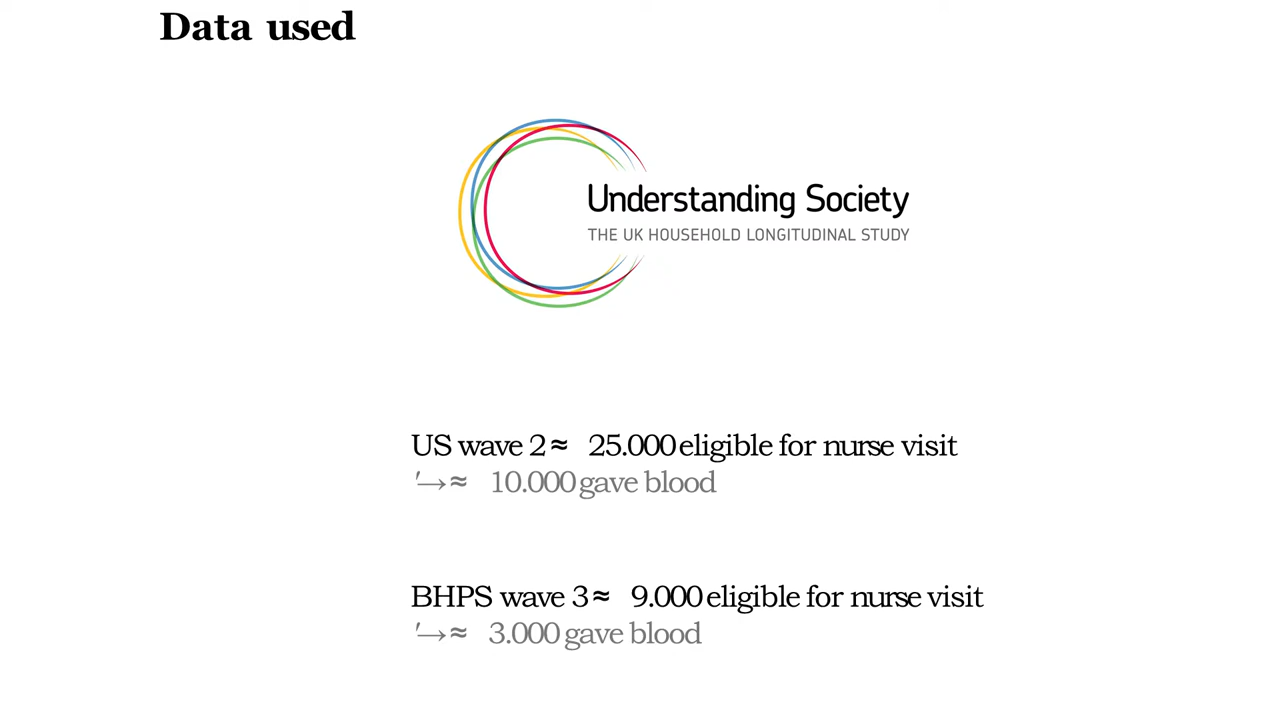 Data used
Understanding Society
THE UK HOUSEHOLD LONGITUDINAL STUDY
US wave 2 ≈ 25.000 eligible for nurse visit
↪ ≈ 10.000 gave blood
BHPS wave 3 ≈ 9.000 eligible for nurse visit
↪ ≈ 3.000 gave blood